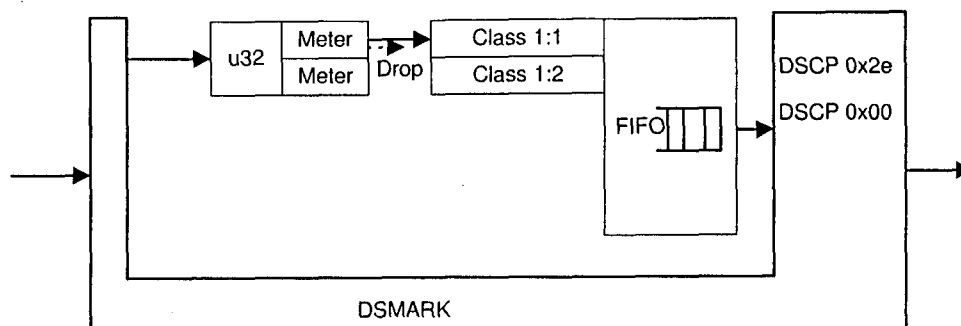 u32
Meter
Meter
Drop
Class 1:1
Class 1:2
FIFO
DSCP 0x2e
DSCP 0x00
DSMARK